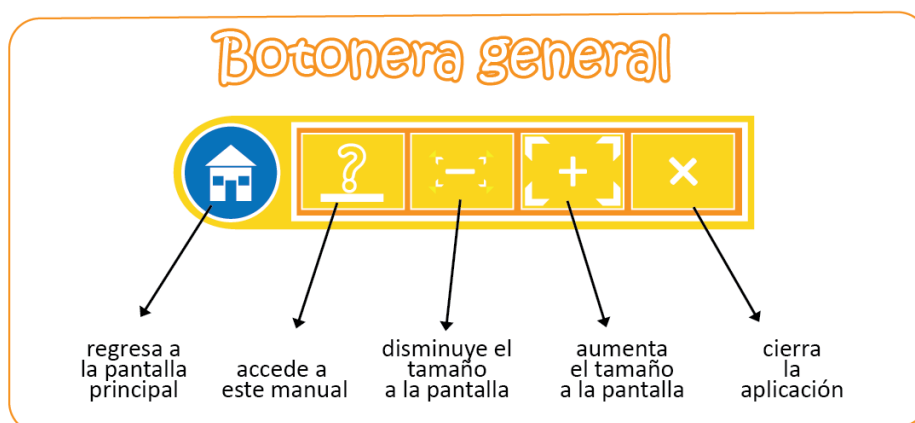 Botonera general
?
−
+
×
regresa a
la pantalla
principal
accede a
este manual
disminuye el
tamaño
a la pantalla
aumenta
el tamaño
a la pantalla
cierra
la
aplicación